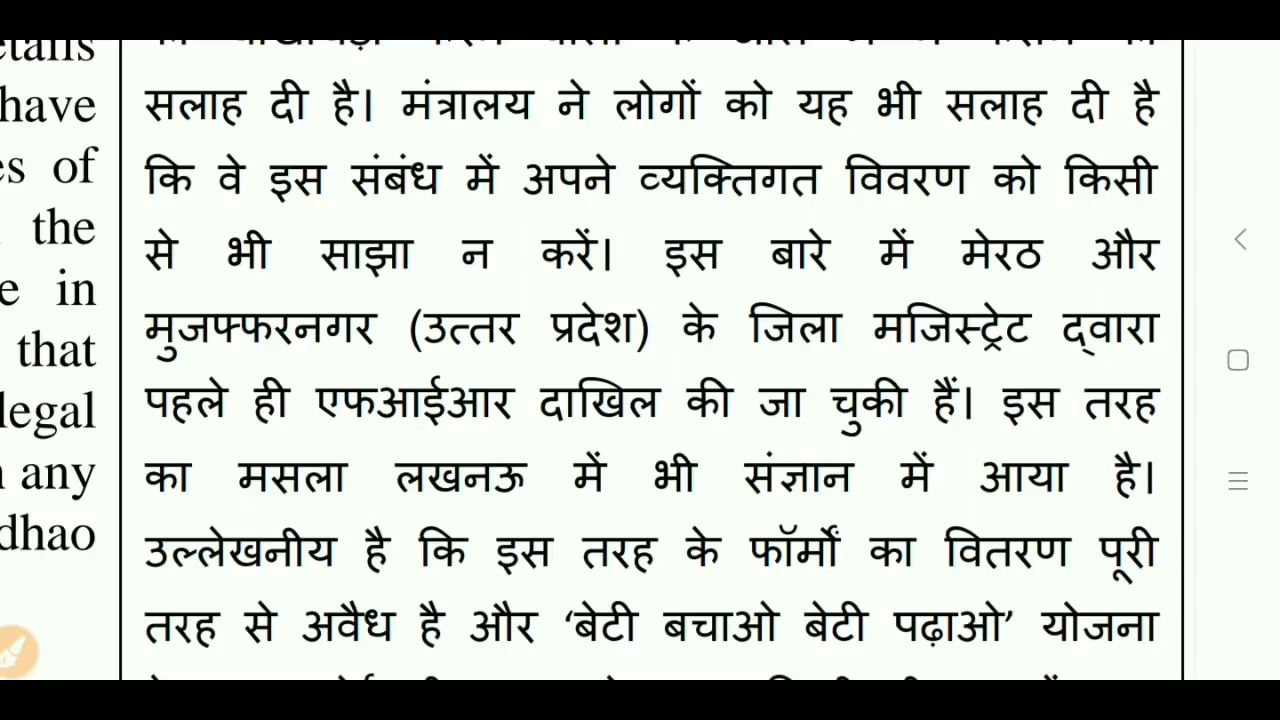 have
of
the
in
that
legal
any
dhao
सलाह दी है। मंत्रालय ने लोगों को यह भी सलाह दी है
कि वे इस संबंध में अपने व्यक्तिगत विवरण को किसी
से भी साझा न करें। इस बारे में मेरठ और
मुजफ्फरनगर (उत्तर प्रदेश) के जिला मजिस्ट्रेट द्वारा
पहले ही एफआईआर दाखिल की जा चुकी हैं। इस तरह
का मसला लखनऊ में भी संज्ञान में आया है।
उल्लेखनीय है कि इस तरह के फॉर्मों का वितरण पूरी
तरह से अवैध है और ‘बेटी बचाओ बेटी पढ़ाओ’ योजना